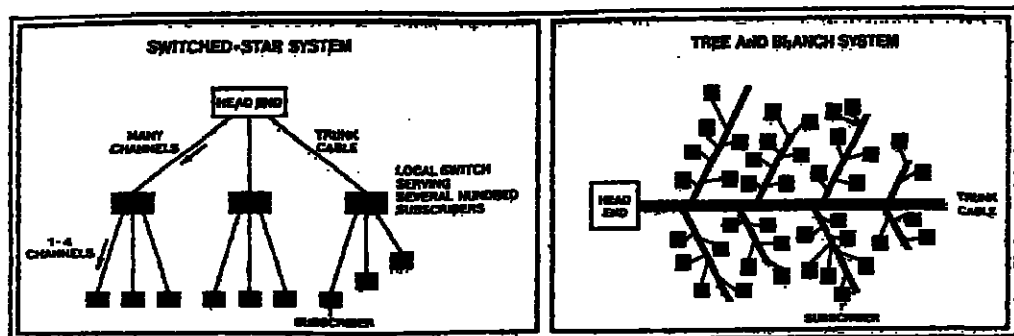 SWITCHED-STAR SYSTEM
HEAD END
MANY
CHANNELS
TRUNK
CABLE
LOCAL SWITCH
SERVING
SEVERAL HUNDRED
SUBSCRIBERS
1-4
CHANNELS
SUBSCRIBER
TREE AND BRANCH SYSTEM
HEAD
END
TRUNK
CABLE
SUBSCRIBER